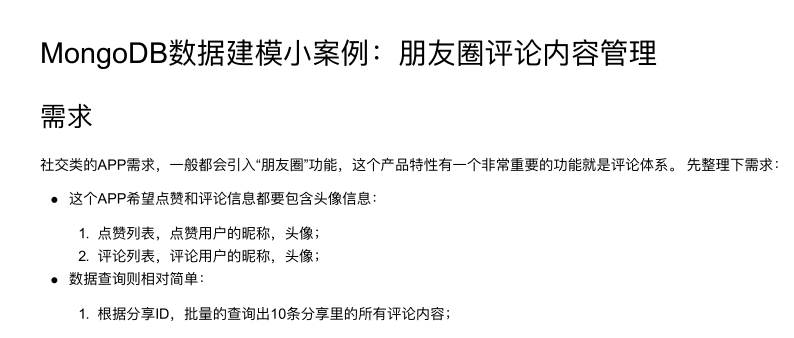 MongoDB数据建模小案例：朋友圈评论内容管理
需求
社交类的APP需求，一般都会引入“朋友圈”功能，这个产品特性有一个非常重要的功能就是评论体系。 先整理下需求：
● 这个APP希望点赞和评论信息都要包含头像信息：
1. 点赞列表，点赞用户的昵称，头像；
2. 评论列表，评论用户的昵称，头像；
● 数据查询则相对简单：
1. 根据分享ID，批量的查询出10条分享里的所有评论内容；